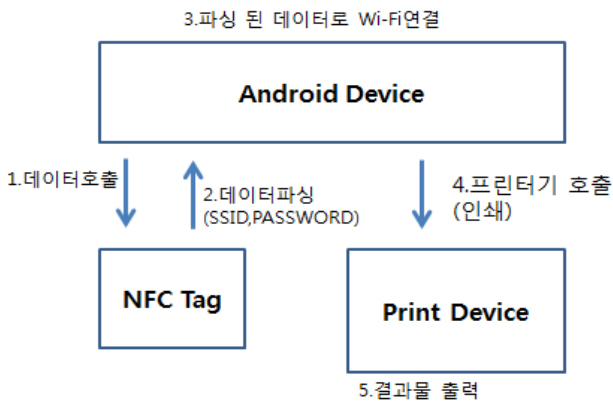 3.파싱 된 데이터로 Wi-Fi연결
Android Device
1.데이터호출
2.데이터파싱
(SSID,PASSWORD)
4.프린터기 호출
(인쇄)
NFC Tag
Print Device
5.결과물 출력